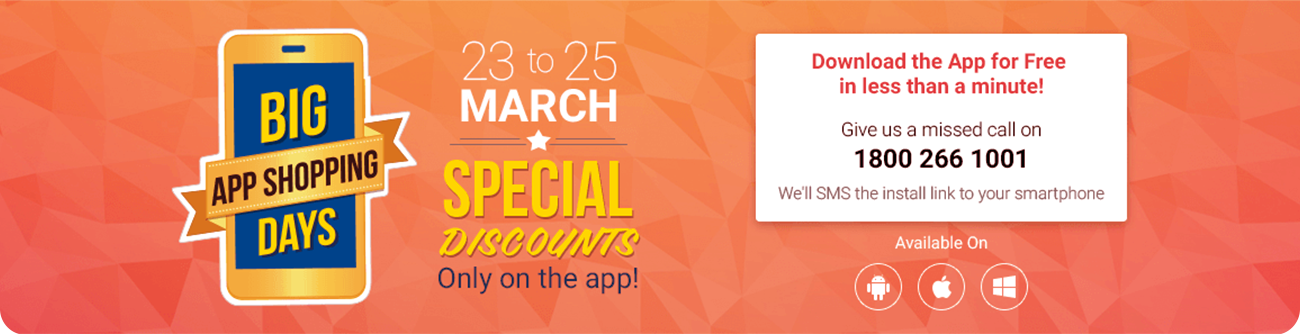 BIG
APP SHOPPING
DAYS
23 to 25
MARCH
SPECIAL
DISCOUNTS
Only on the app!
Download the App for Free
in less than a minute!
Give us a missed call on
1800 266 1001
We'll SMS the install link to your smartphone
Available On